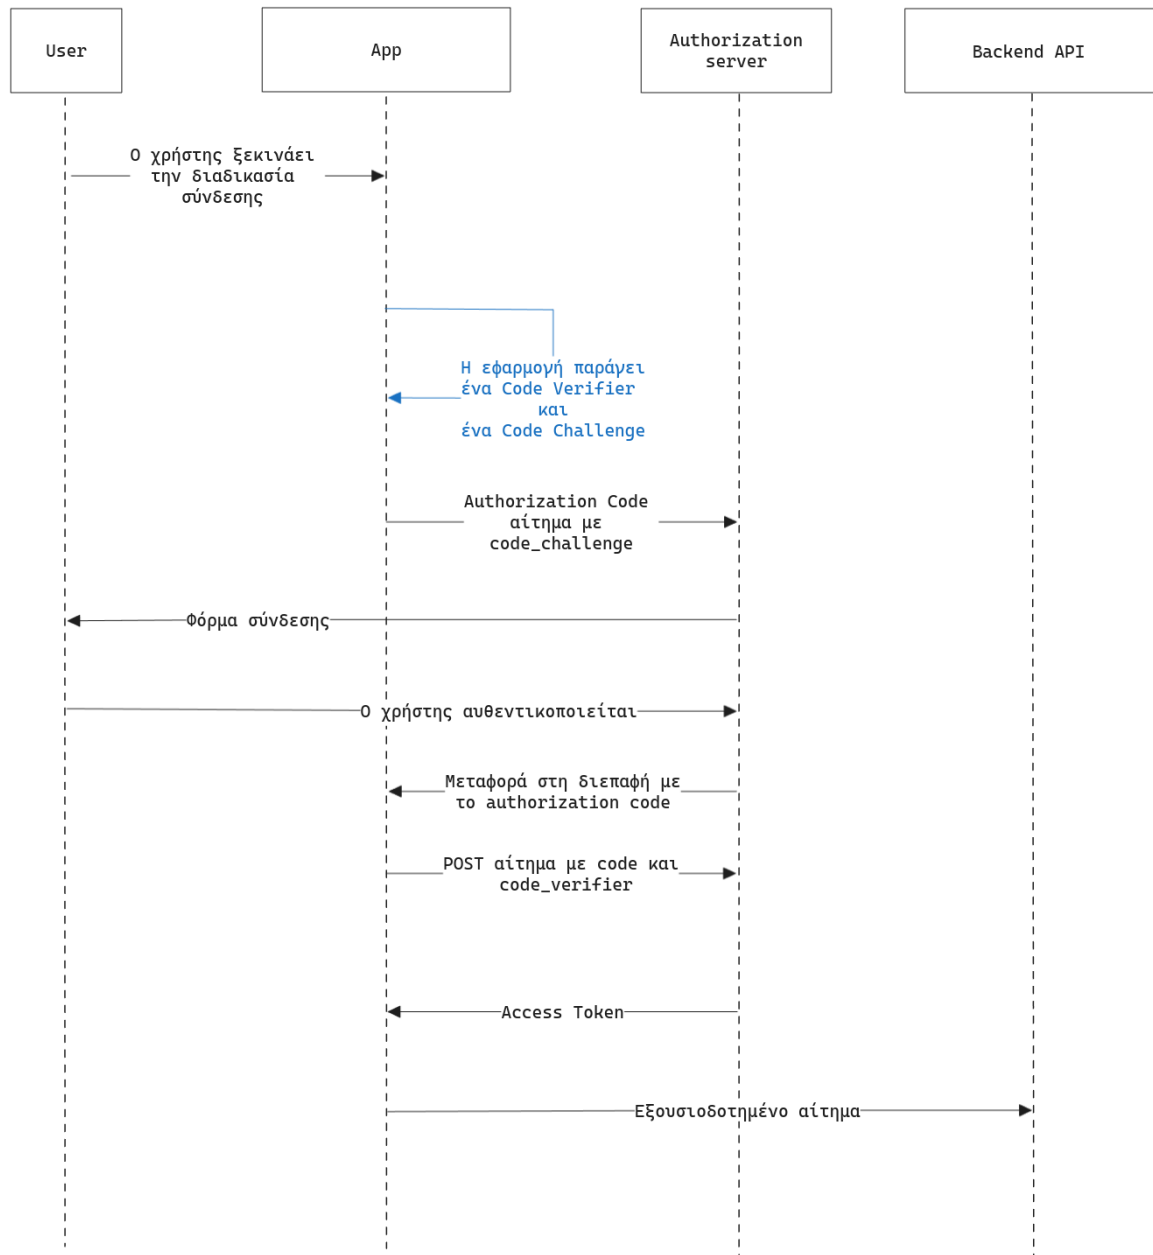 User
App
Authorization
server
Backend API
Ο χρήστης ξεκινάει
την διαδικασία
σύνδεσης
Η εφαρμογή παράγει
ένα Code Verifier
και
ένα Code Challenge
Authorization Code
αίτημα με
code_challenge
Φόρμα σύνδεσης
Ο χρήστης αυθεντικοποιείται
Μεταφορά στη διεπαφή με
το authorization code
POST αίτημα με code και
code_verifier
Access Token
Εξουσιοδοτημένο αίτημα